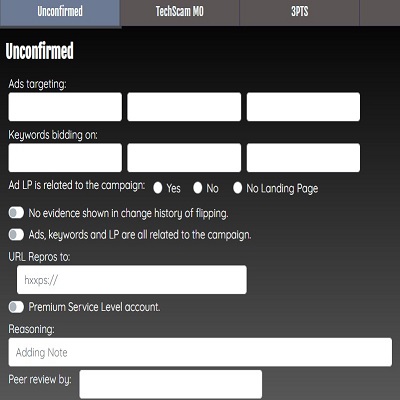 Unconfirmed TechScam MO 3PTS
Unconfirmed
Ads targeting:
Keywords bidding on:
Ad LP is related to the campaign: Yes No No Landing Page
No evidence shown in change history of flipping.
Ads, keywords and LP are all related to the campaign.
URL Repros to:
hxxps://
Premium Service Level account.
Reasoning:
Adding Note
Peer review by: